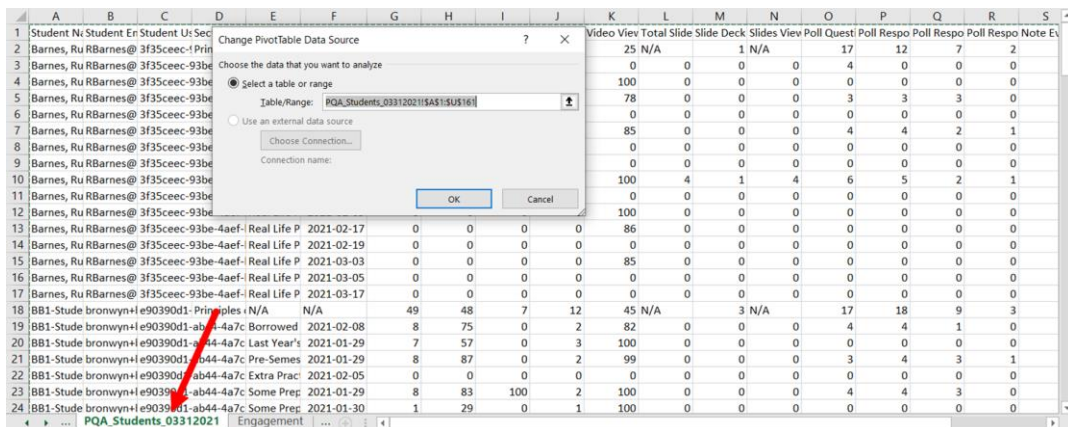 A B C D E F G H I J K L M N O P Q R S
1 Student Na Student En Student Us Sec Video View Total Slide Slide Deck Slides View Poll Questi Poll Respo Poll Respo Poll Respo Note Ev
Change PivotTable Data Source ? ×
2 Barnes, Ru RBarnes@ 3f35ceec-9 Prin 25 N/A 1 N/A 17 12 7 2
Choose the data that you want to analyze
3 Barnes, Ru RBarnes@ 3f35ceec-93be 0 0 0 0 4 0 0 0
Select a table or range
4 Barnes, Ru RBarnes@ 3f35ceec-93be 100 0 0 0 0 0 0 0
Table/Range: PQA_Students_03312021!$A$1:$U$161
5 Barnes, Ru RBarnes@ 3f35ceec-93be 78 0 0 0 3 3 3 0
6 Barnes, Ru RBarnes@ 3f35ceec-93be 0 0 0 0 0 0 0 0
Use an external data source
7 Barnes, Ru RBarnes@ 3f35ceec-93be 85 0 0 0 4 4 2 1
Choose Connection...
8 Barnes, Ru RBarnes@ 3f35ceec-93be 0 0 0 0 0 0 0 0
Connection name:
9 Barnes, Ru RBarnes@ 3f35ceec-93be 0 0 0 0 0 0 0 0
10 Barnes, Ru RBarnes@ 3f35ceec-93be 100 4 1 4 6 5 2 1
11 Barnes, Ru RBarnes@ 3f35ceec-93be 0 0 0 0 0 0 0 0
OK Cancel
12 Barnes, Ru RBarnes@ 3f35ceec-93be 100 0 0 0 0 0 0 0
13 Barnes, Ru RBarnes@ 3f35ceec-93be-4aef- Real Life P 2021-02-17 0 0 0 0 86 0 0 0 0 0 0 0
14 Barnes, Ru RBarnes@ 3f35ceec-93be-4aef- Real Life P 2021-02-19 0 0 0 0 0 0 0 0 0 0 0 0
15 Barnes, Ru RBarnes@ 3f35ceec-93be-4aef- Real Life P 2021-03-03 0 0 0 0 85 0 0 0 0 0 0 0
16 Barnes, Ru RBarnes@ 3f35ceec-93be-4aef- Real Life P 2021-03-05 0 0 0 0 0 0 0 0 0 0 0 0
17 Barnes, Ru RBarnes@ 3f35ceec-93be-4aef- Real Life P 2021-03-17 0 0 0 0 0 0 0 0 0 0 0 0
18 BB1-Stude bronwyn+l e90390d1- Principles N/A N/A 49 48 7 12 45 N/A 3 N/A 17 18 9 3
19 BB1-Stude bronwyn+l e90390d1-ab44-4a7c Borrowed 2021-02-08 8 75 0 2 82 0 0 0 4 4 1 0
20 BB1-Stude bronwyn+l e90390d1-ab44-4a7c Last Year's 2021-01-29 7 57 0 3 100 0 0 0 0 0 0 0
21 BB1-Stude bronwyn+l e90390d1-ab44-4a7c Pre-Semes 2021-01-29 8 87 0 2 99 0 0 0 3 4 3 1
22 BB1-Stude bronwyn+l e90390d1-ab44-4a7c Extra Prac 2021-02-05 0 0 0 0 0 0 0 0 0 0 0 0
23 BB1-Stude bronwyn+l e90390d1-ab44-4a7c Some Prep 2021-01-29 8 83 100 2 100 0 0 0 4 4 3 0
24 BB1-Stude bronwyn+l e90390d1-ab44-4a7c Some Prep 2021-01-30 1 29 0 1 100 0 0 0 0 0 0 0
... PQA_Students_03312021 Engagement ...